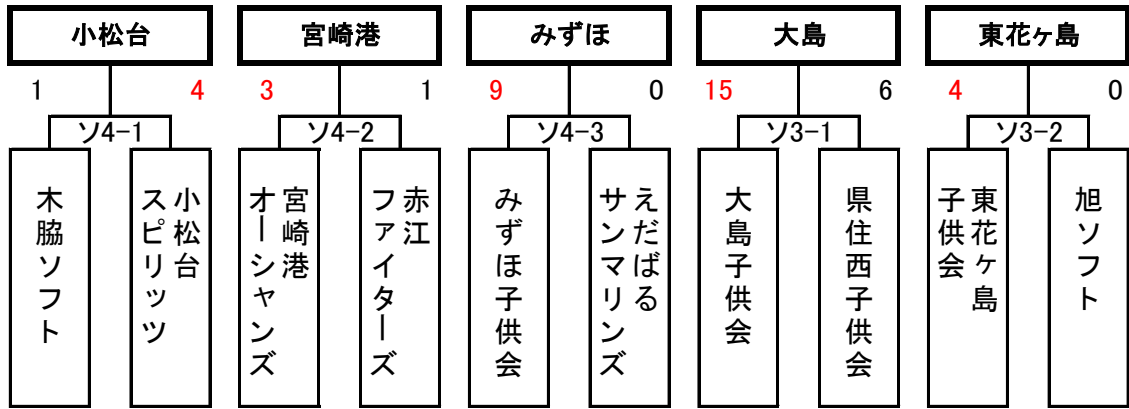 小松台
宮崎港
みずほ
大島
東花ヶ島
1
4
3
1
9
0
15
6
4
0
ソ4-1
ソ4-2
ソ4-3
ソ3-1
ソ3-2
木脇ソフト
小松台
スピリッツ
宮崎港
オーシャンズ
赤江
ファイターズ
みずほ子供会
えだばる
サンマリンズ
大島子供会
県住西子供会
東花ヶ島
子供会
旭ソフト